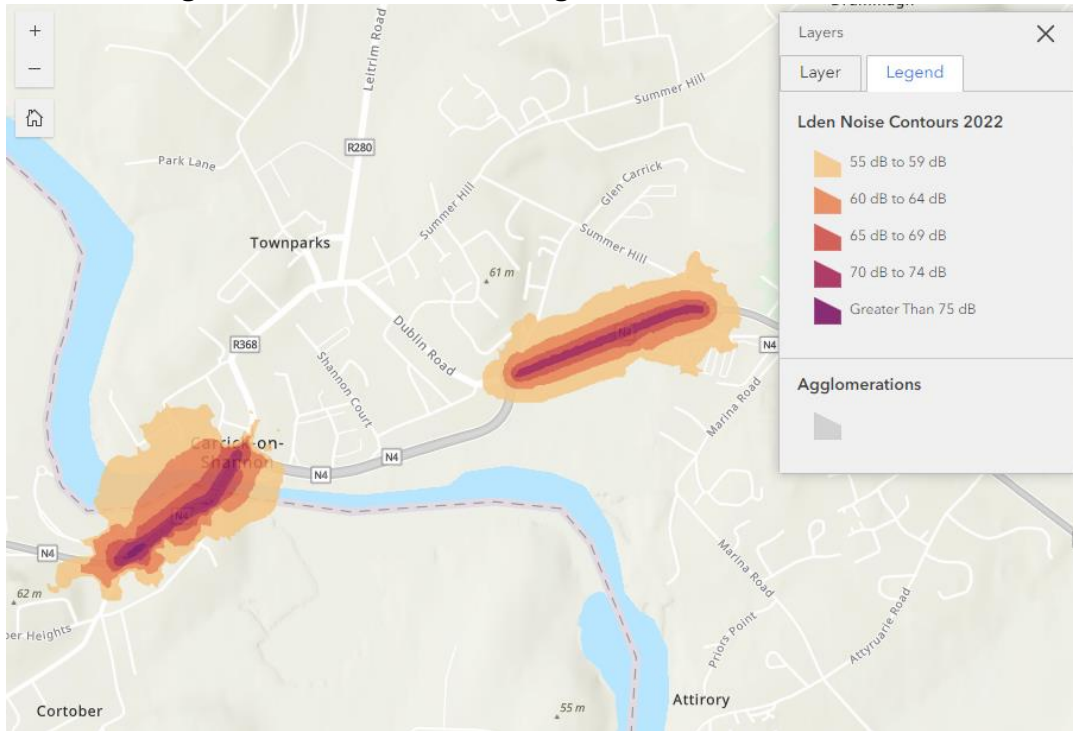 +
−
Leitrim Road
R280
Park Lane
Summer Hill
Summer Hill
Glen Carrick
Summer Hill
Townparks
61 m
Dublin Road
R368
Shannon Court
Carrick-on-
Shannon
N4
N4
N4
N4
N4
N4
Marina Road
Marina Road
Priors Point
Attyruarie Road
62 m
Cortober
55 m
Attirory
Layers
Layer
Legend
Lden Noise Contours 2022
55 dB to 59 dB
60 dB to 64 dB
65 dB to 69 dB
70 dB to 74 dB
Greater Than 75 dB
Agglomerations